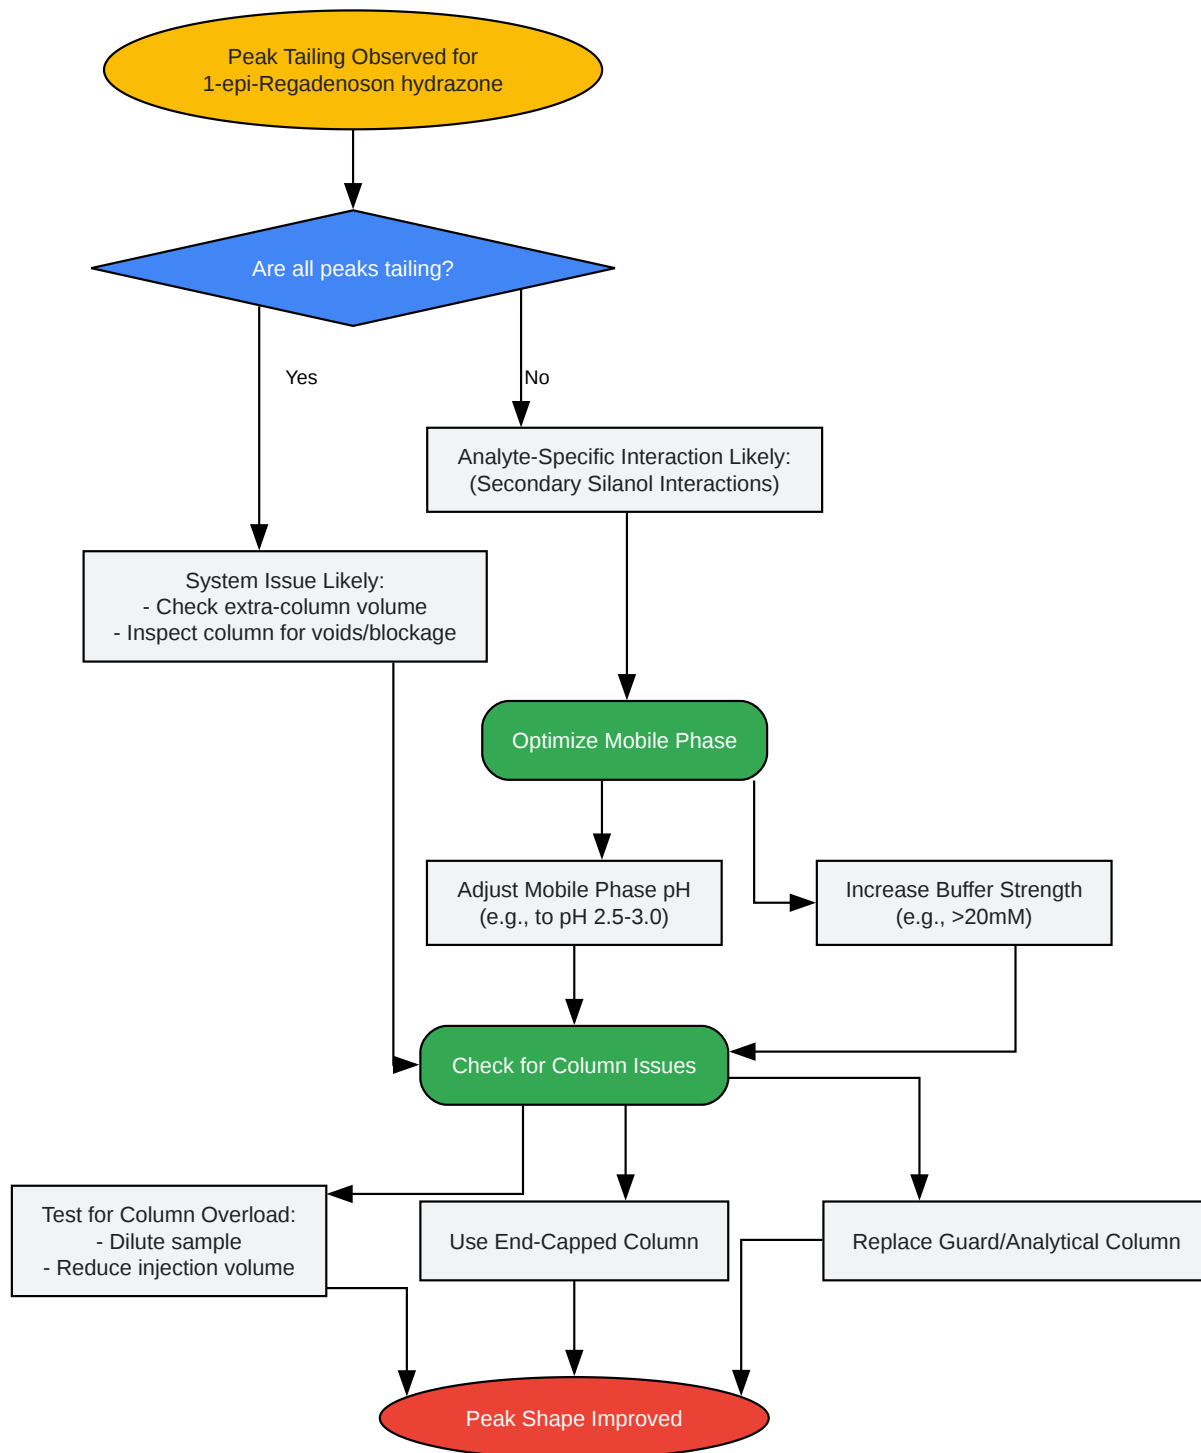 Peak Tailing Observed for
1-epi-Regadenoson hydrazone
Are all peaks tailing?
Yes
No
Analyte-Specific Interaction Likely:
(Secondary Silanol Interactions)
System Issue Likely:
- Check extra-column volume
- Inspect column for voids/blockage
Optimize Mobile Phase
Adjust Mobile Phase pH
(e.g., to pH 2.5-3.0)
Increase Buffer Strength
(e.g., >20mM)
Check for Column Issues
Test for Column Overload:
- Dilute sample
- Reduce injection volume
Use End-Capped Column
Replace Guard/Analytical Column
Peak Shape Improved